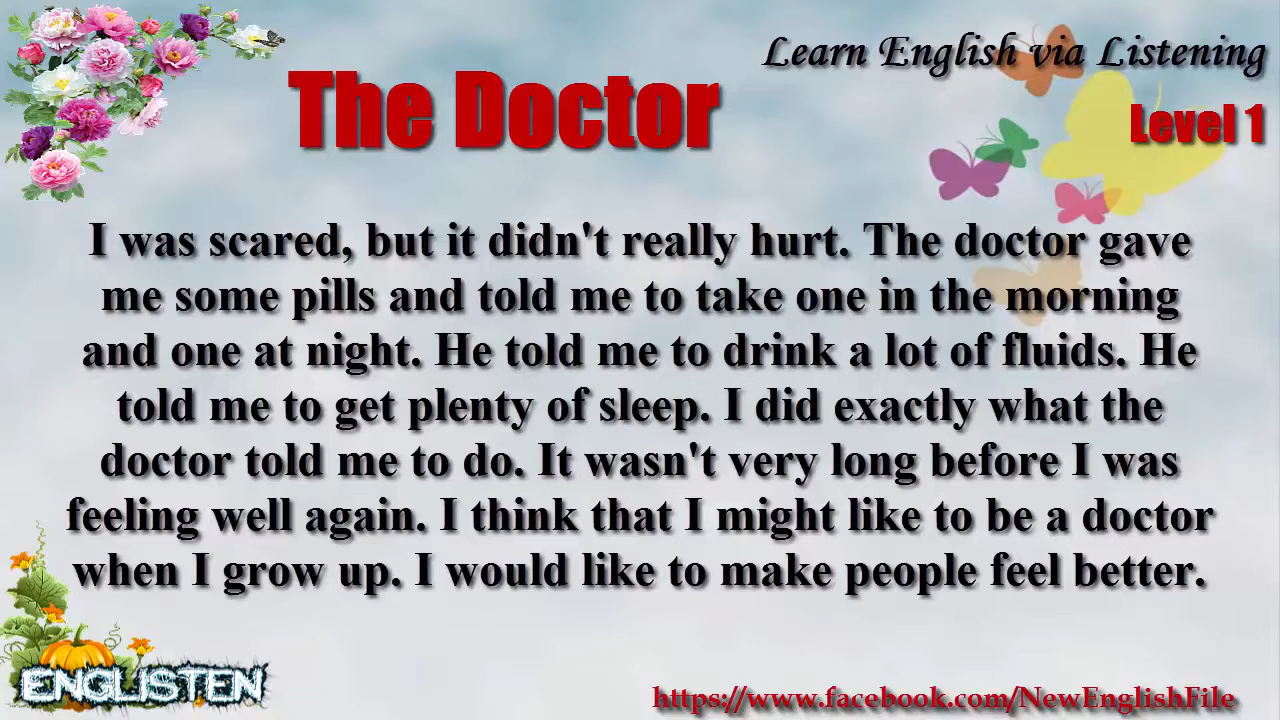 Learn English via Listening
The Doctor
Level 1
I was scared, but it didn't really hurt. The doctor gave
me some pills and told me to take one in the morning
and one at night. He told me to drink a lot of fluids. He
told me to get plenty of sleep. I did exactly what the
doctor told me to do. It wasn't very long before I was
feeling well again. I think that I might like to be a doctor
when I grow up. I would like to make people feel better.
ENGLISTEN
https://www.facebook.com/NewEnglishFile